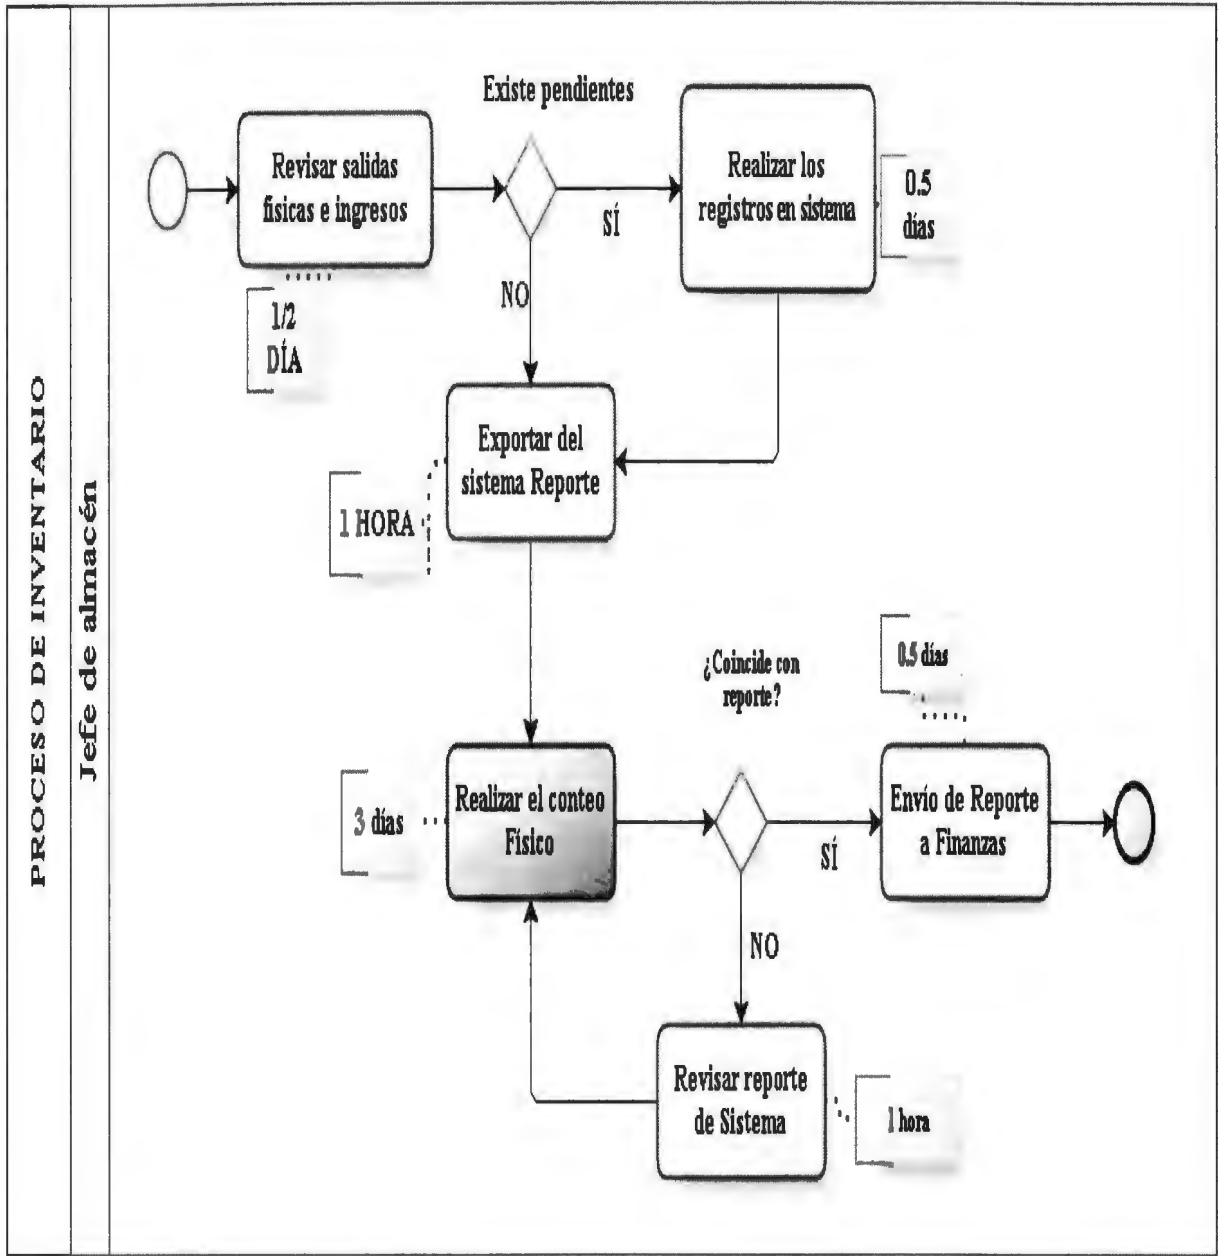 PROCESO DE INVENTARIO
Jefe de almacén
Existe pendientes
Revisar salidas
físicas e ingresos
Realizar los
registros en sistema
0.5
días
SÍ
NO
1/2
DÍA
Exportar del
sistema Reporte
1 HORA
¿Coincide con
reporte?
0.5 días
3 días
Realizar el conteo
Físico
SÍ
Envío de Reporte
a Finanzas
NO
Revisar reporte
de Sistema
1 hora